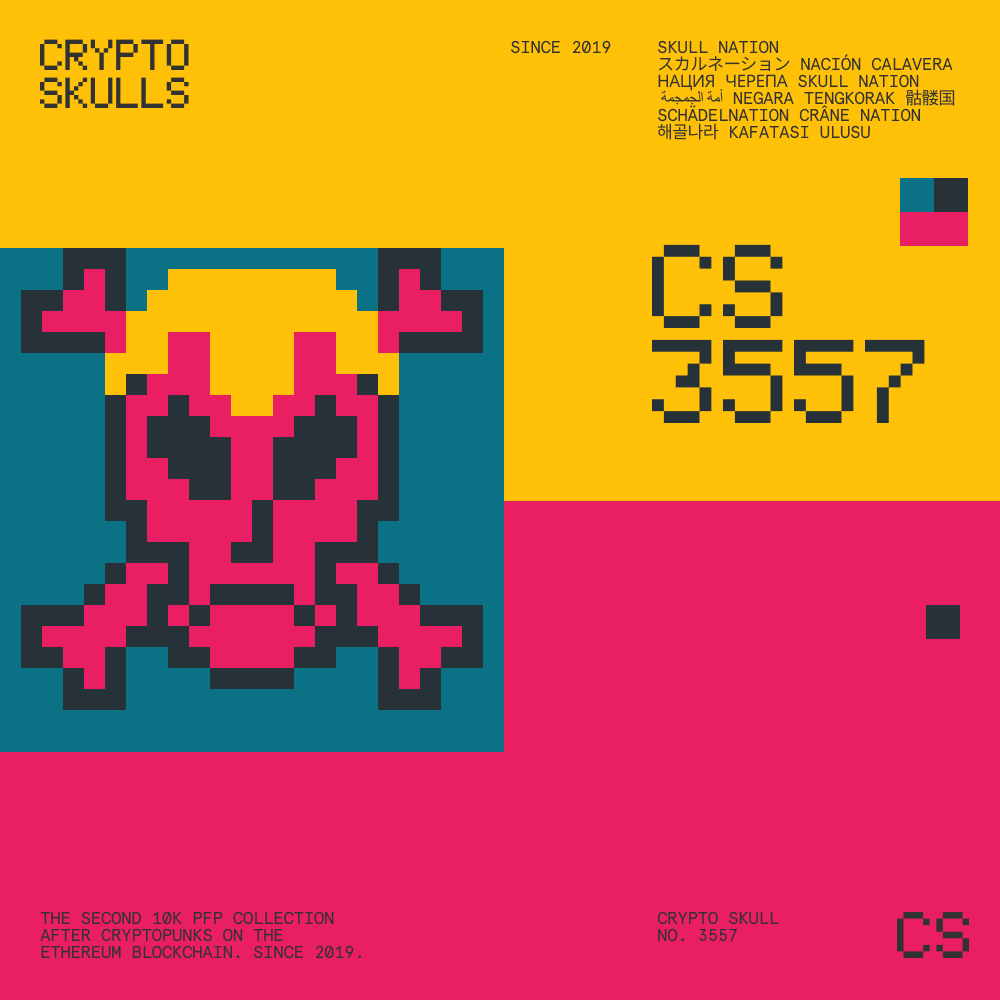 CRYPTO
SKULLS
SINCE 2019
SKULL NATION
スカルネーション NACIÓN CALAVERA
НАЦИЯ ЧЕРЕПА SKULL NATION
أمة الجمجمة NEGARA TENGKORAK 骷髅国
SCHÄDELNATION CRÂNE NATION
해골나라 KAFATASI ULUSU
CS
3557
THE SECOND 10K PFP COLLECTION
AFTER CRYPTOPUNKS ON THE
ETHEREUM BLOCKCHAIN. SINCE 2019.
CRYPTO SKULL
NO. 3557
CS